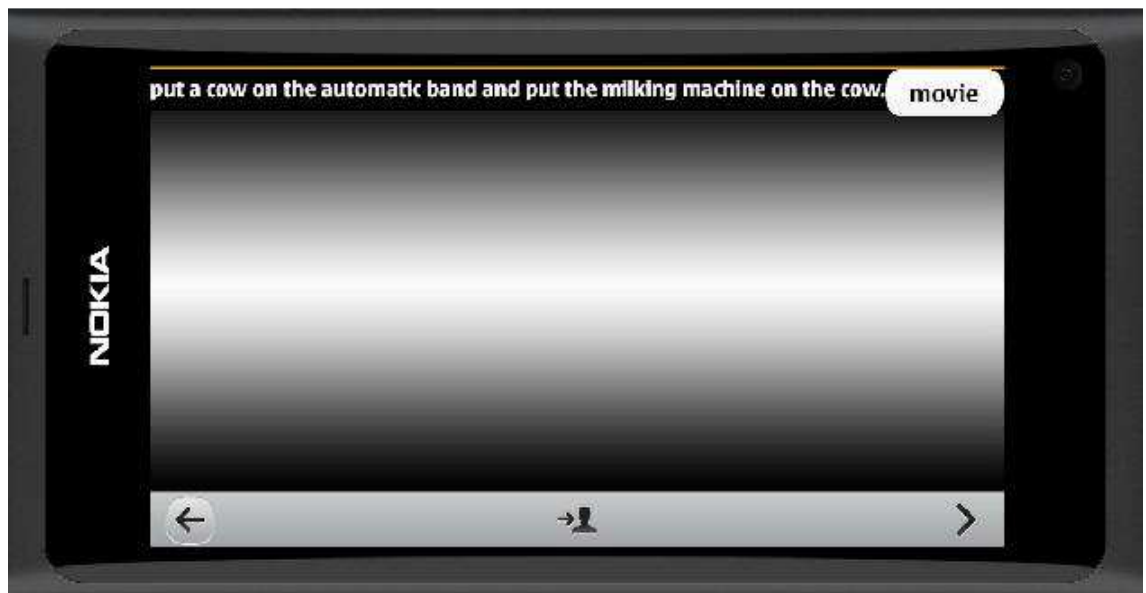 put a cow on the automatic band and put the milking machine on the cow.
movie
NOKIA